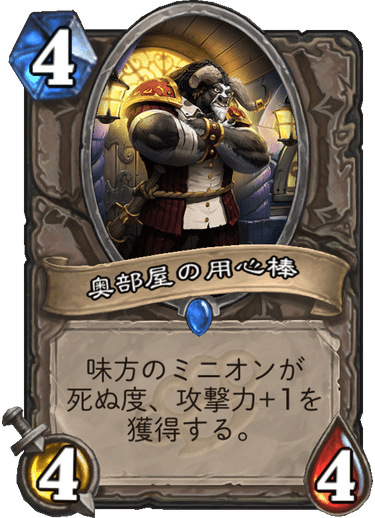 4
奥部屋の用心棒
味方のミニオンが
死ぬ度、攻撃力+1を
獲得する。
4
4